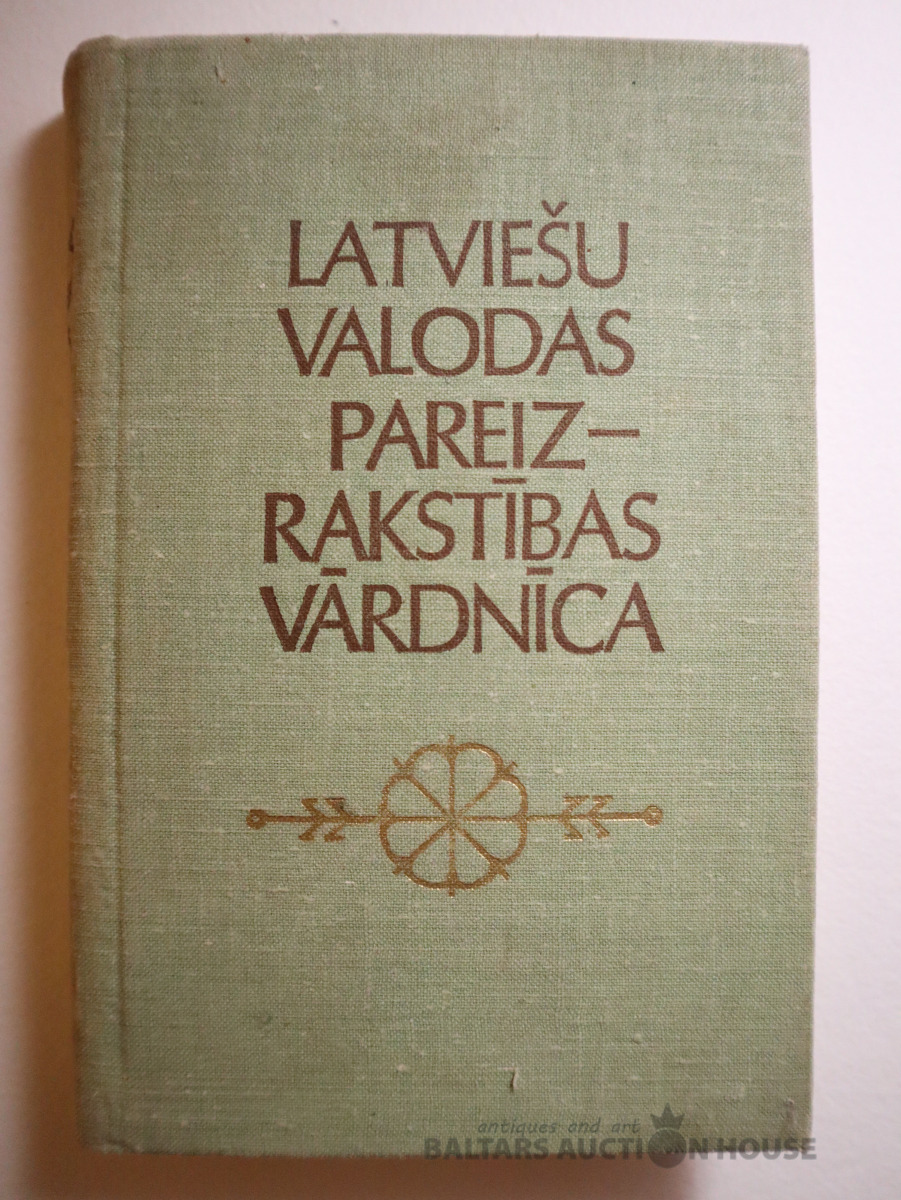 LATVIEŠU
VALODAS
PAREIZ–
RAKSTĪBAS
VĀRDNĪCA
antiques and art
BALTARS AUCTION HOUSE